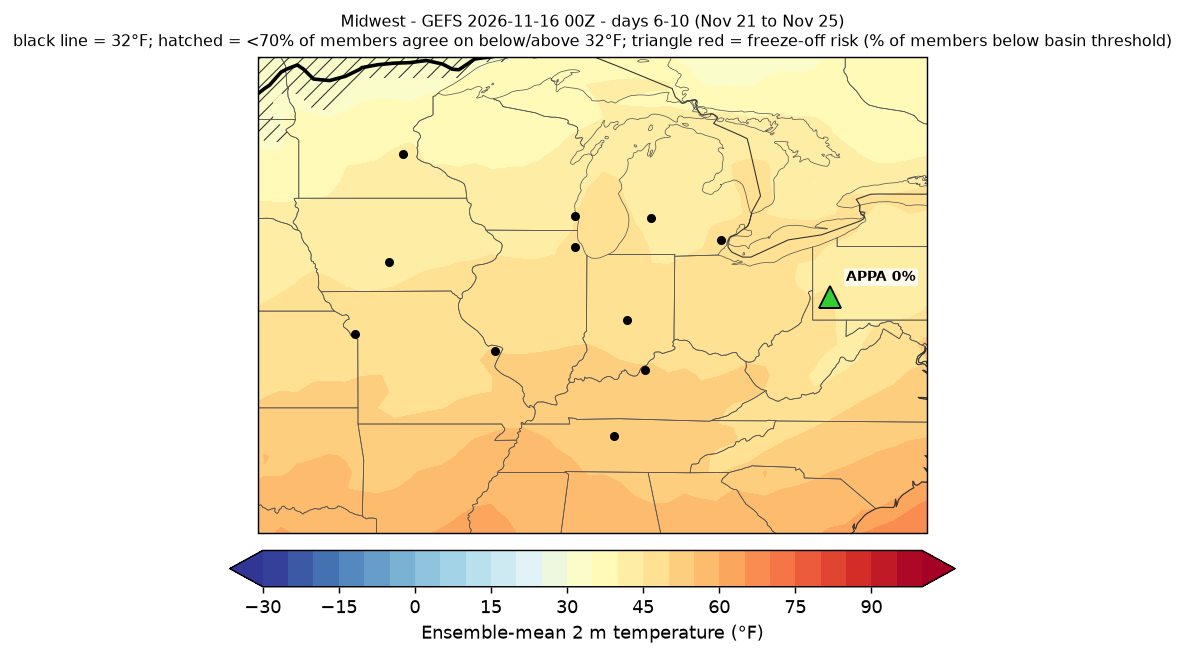 Midwest - GEFS 2026-11-16 00Z - days 6-10 (Nov 21 to Nov 25)
black line = 32°F; hatched = <70% of members agree on below/above 32°F; triangle red = freeze-off risk (% of members below basin threshold)
APPA 0%
−30 −15 0 15 30 45 60 75 90
Ensemble-mean 2 m temperature (°F)